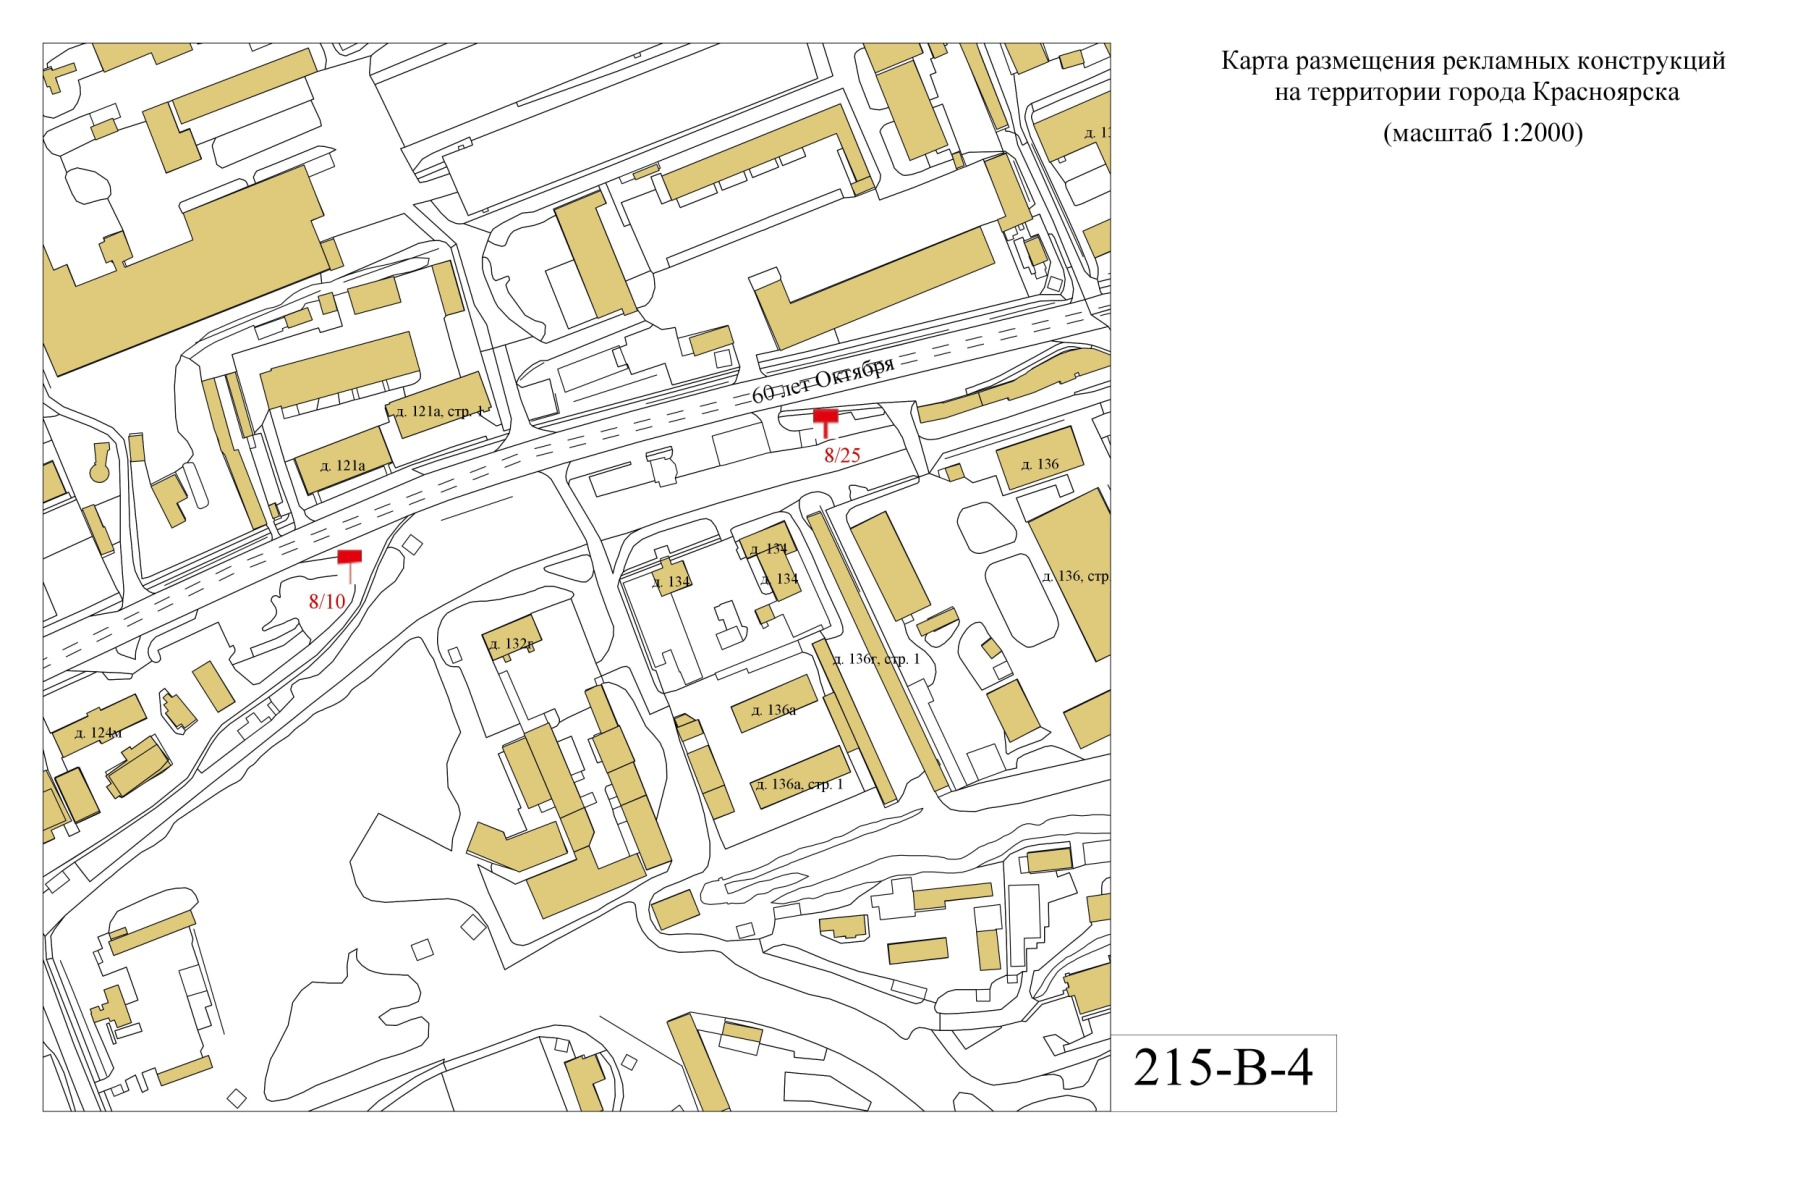 Карта размещения рекламных конструкций
на территории города Красноярска
(масштаб 1:2000)
60 лет Октября
д. 121а, стр. 1
8/25
д. 121а
д. 136
д. 134
д. 134
д. 134
д. 136, стр.
8/10
д. 132г
д. 136г, стр. 1
д. 136а
д. 124м
д. 136а, стр. 1
215-В-4